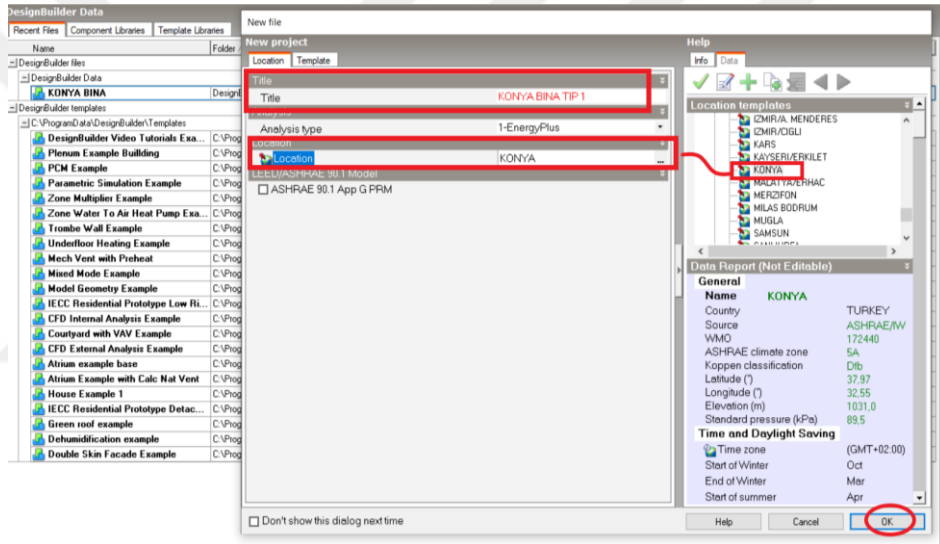 DesignBuilder Data
Recent Files Component Libraries Template Libraries
Name Folder
DesignBuilder files
DesignBuilder Data
KONYA BINA
DesignBuilder templates
C:\ProgramData\DesignBuilder\Templates
DesignBuilder Video Tutorials Exa... C:\Prog
Plenum Example Buillding C:\Prog
PCM Example C:\Prog
Parametric Simulation Example C:\Prog
Zone Multiplier Example C:\Prog
Zone Water To Air Heat Pump Exa... C:\Prog
Trombe Wall Example C:\Prog
Underfloor Heating Example C:\Prog
Mech Vent with Preheat C:\Prog
Mixed Mode Example C:\Prog
Model Geometry Example C:\Prog
IECC Residential Prototype Low Ri... C:\Prog
CFD Internal Analysis Example C:\Prog
Courtyard with VAV Example C:\Prog
CFD External Analysis Example C:\Prog
Atrium example base C:\Prog
Atrium Example with Calc Nat Vent C:\Prog
House Example 1 C:\Prog
IECC Residential Prototype Detac... C:\Prog
Green roof example C:\Prog
Dehumidification example C:\Prog
Double Skin Facade Example C:\Prog
New file
New project
Location Template
Title
Title KONYA BINA TIP 1
Analysis
Analysis type 1-EnergyPlus
Location
Location KONYA ...
LEED/ASHRAE 90.1 Model
ASHRAE 90.1 App G PRM
Don't show this dialog next time
Help
Info Data
Location templates
IZMIR/A. MENDERES
IZMIR/CIGLI
KARS
KAYSERI/ERKILET
KONYA
MALATYA/ERHAC
MERZIFON
MILAS BODRUM
MUGLA
SAMSUN
Data Report (Not Editable)
General
Name KONYA
Country TURKEY
Source ASHRAE/IW
WMO 172440
ASHRAE climate zone 5A
Koppen classification Dfb
Latitude (°) 37,97
Longitude (°) 32,55
Elevation (m) 1031,0
Standard pressure (kPa) 89,5
Time and Daylight Saving
Time zone (GMT+02:00)
Start of Winter Oct
End of Winter Mar
Start of summer Apr
Help Cancel OK